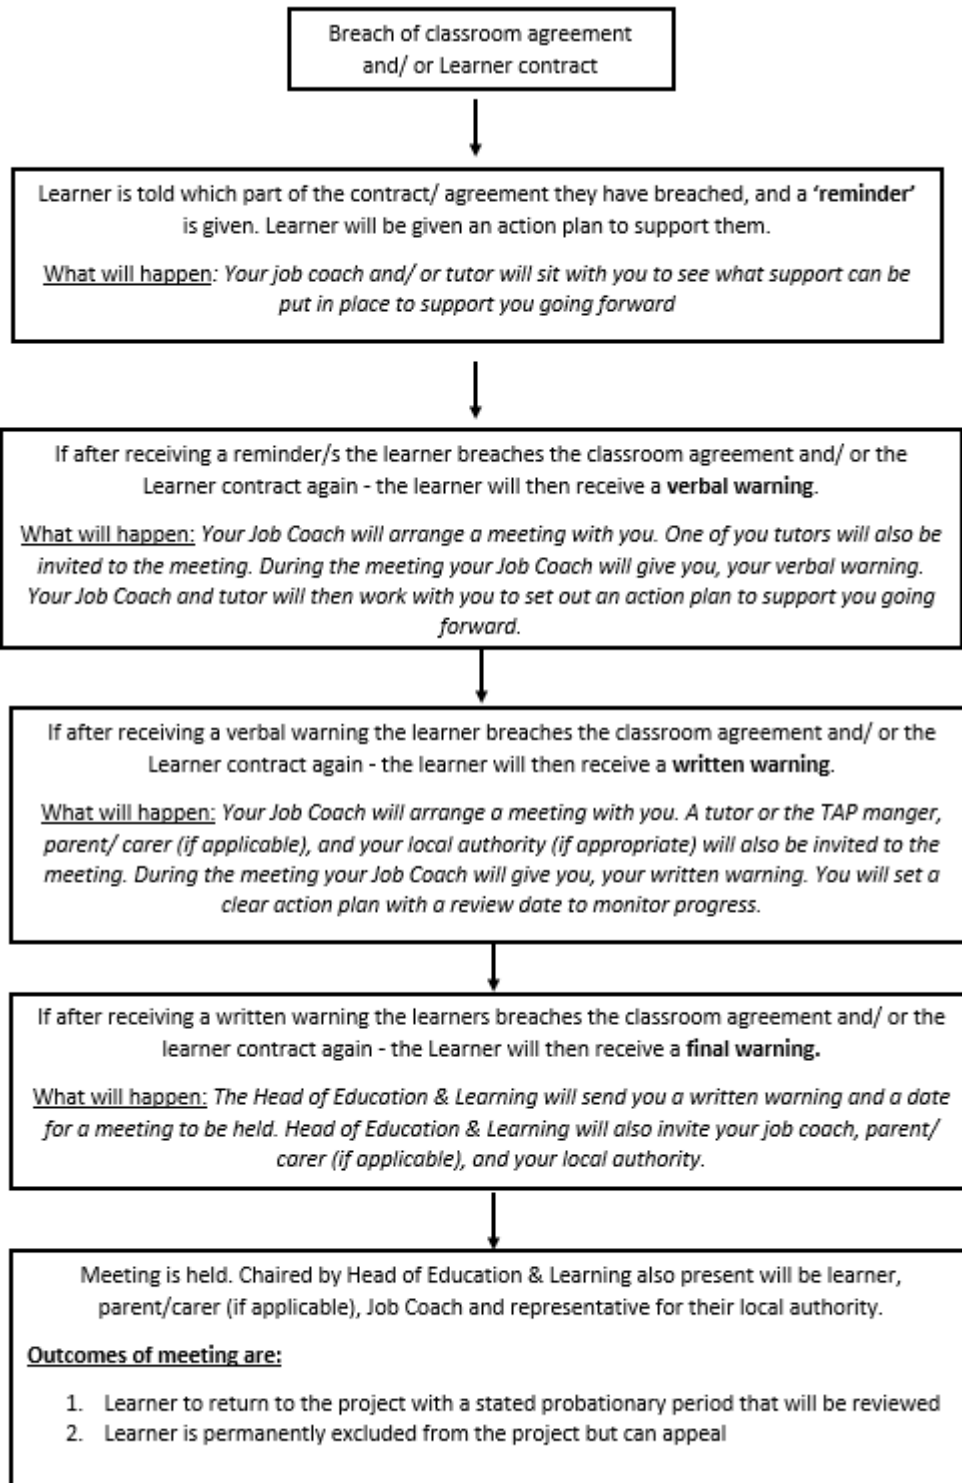 Breach of classroom agreement
and/ or Learner contract
Learner is told which part of the contract/ agreement they have breached, and a ‘reminder’
is given. Learner will be given an action plan to support them.
What will happen: Your job coach and/ or tutor will sit with you to see what support can be
put in place to support you going forward
If after receiving a reminder/s the learner breaches the classroom agreement and/ or the
Learner contract again - the learner will then receive a verbal warning.
What will happen: Your Job Coach will arrange a meeting with you. One of you tutors will also be
invited to the meeting. During the meeting your Job Coach will give you, your verbal warning.
Your Job Coach and tutor will then work with you to set out an action plan to support you going
forward.
If after receiving a verbal warning the learner breaches the classroom agreement and/ or the
Learner contract again - the learner will then receive a written warning.
What will happen: Your Job Coach will arrange a meeting with you. A tutor or the TAP manger,
parent/ carer (if applicable), and your local authority (if appropriate) will also be invited to the
meeting. During the meeting your Job Coach will give you, your written warning. You will set a
clear action plan with a review date to monitor progress.
If after receiving a written warning the learners breaches the classroom agreement and/ or the
learner contract again - the Learner will then receive a final warning.
What will happen: The Head of Education & Learning will send you a written warning and a date
for a meeting to be held. Head of Education & Learning will also invite your job coach, parent/
carer (if applicable), and your local authority.
Meeting is held. Chaired by Head of Education & Learning also present will be learner,
parent/carer (if applicable), Job Coach and representative for their local authority.
Outcomes of meeting are:
1. Learner to return to the project with a stated probationary period that will be reviewed
2. Learner is permanently excluded from the project but can appeal